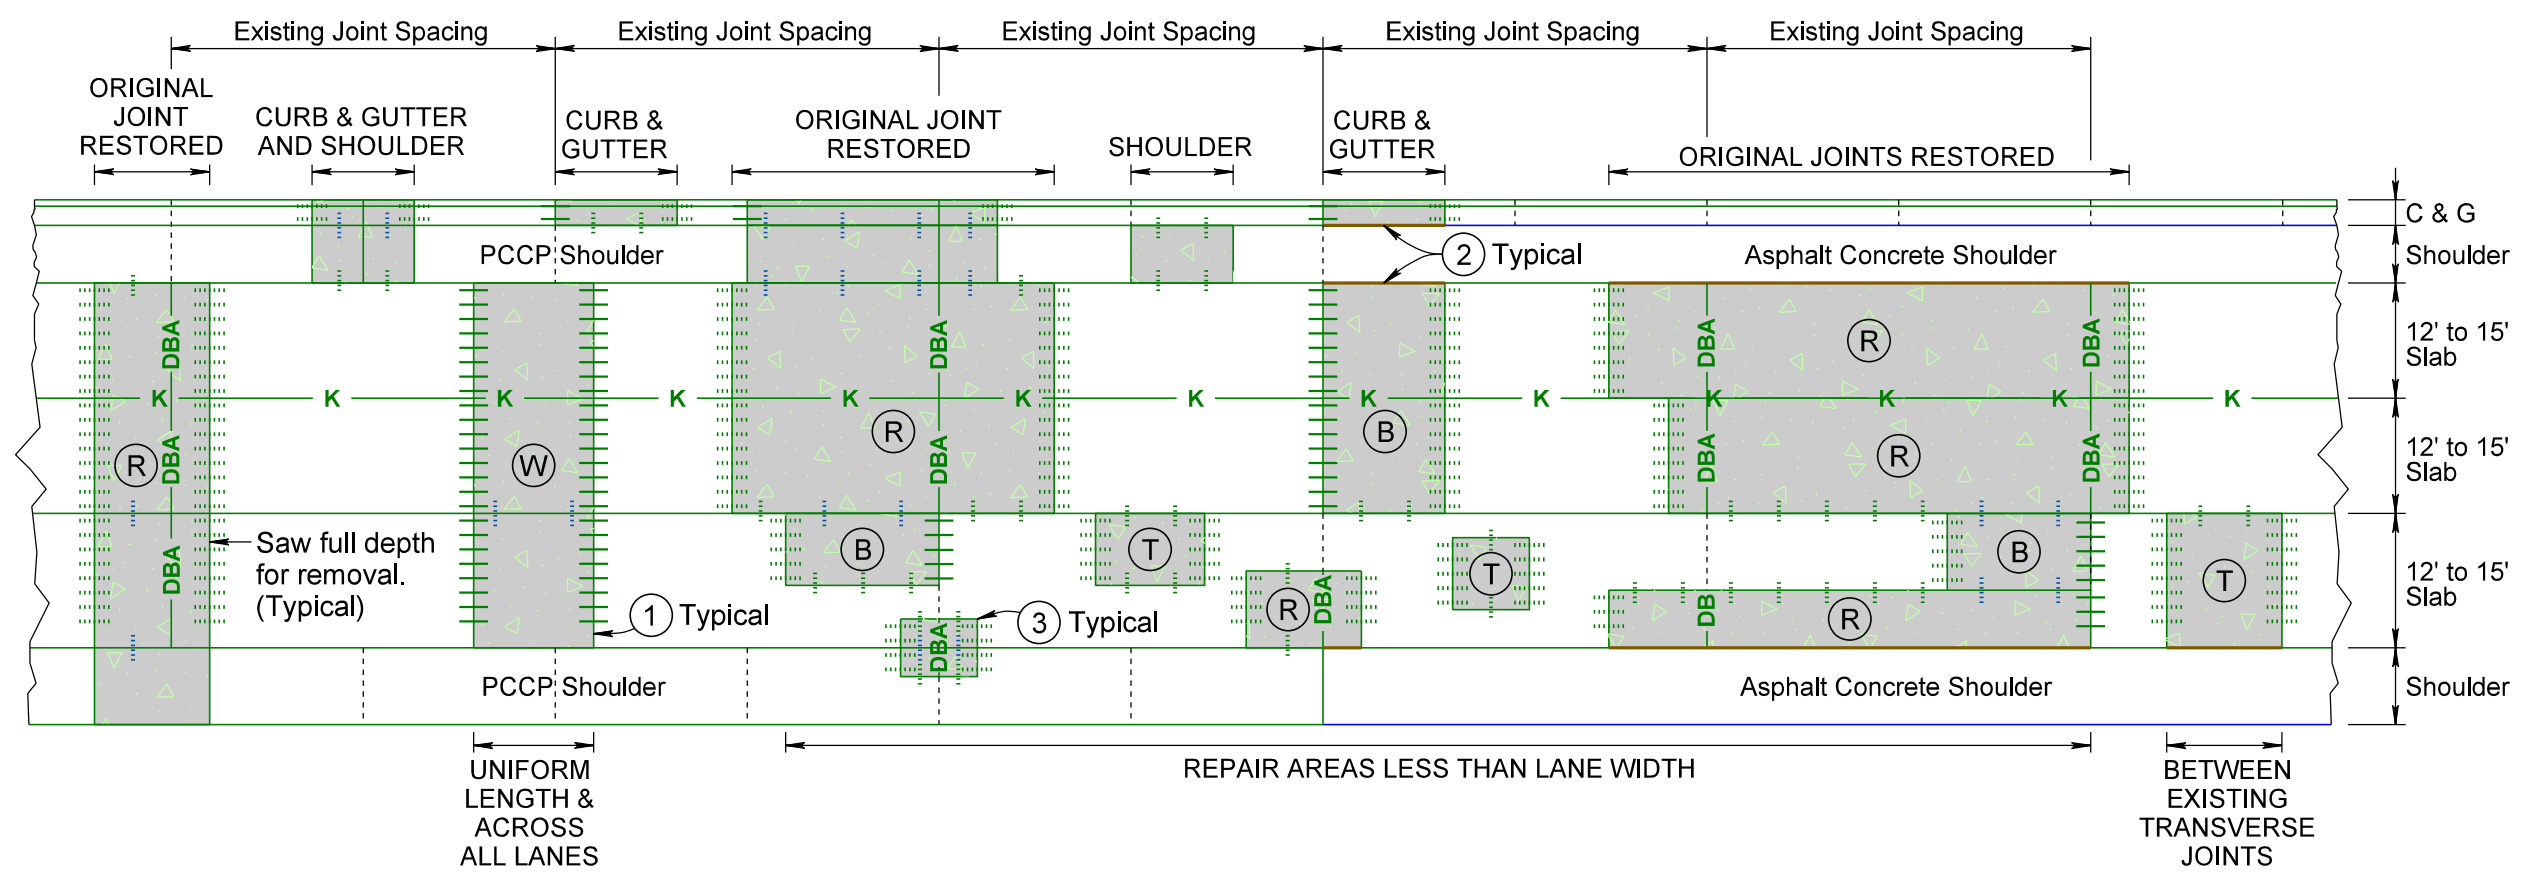 Existing Joint Spacing
Existing Joint Spacing
Existing Joint Spacing
Existing Joint Spacing
Existing Joint Spacing
ORIGINAL
JOINT
RESTORED
CURB & GUTTER
AND SHOULDER
CURB &
GUTTER
ORIGINAL JOINT
RESTORED
SHOULDER
CURB &
GUTTER
ORIGINAL JOINTS RESTORED
C & G
PCCP Shoulder
2 Typical
Asphalt Concrete Shoulder
Shoulder
DBA
DBA
DBA
DBA
R
12' to 15'
Slab
K
K
K
K
K
K
K
K
K
K
K
K
K
R
DBA
W
R
DBA
B
DBA
R
DBA
12' to 15'
Slab
Saw full depth
for removal.
(Typical)
DBA
B
T
T
B
T
12' to 15'
Slab
1 Typical
DBA
3 Typical
R
DBA
DB
R
PCCP Shoulder
Asphalt Concrete Shoulder
Shoulder
UNIFORM
LENGTH &
ACROSS
ALL LANES
REPAIR AREAS LESS THAN LANE WIDTH
BETWEEN
EXISTING
TRANSVERSE
JOINTS